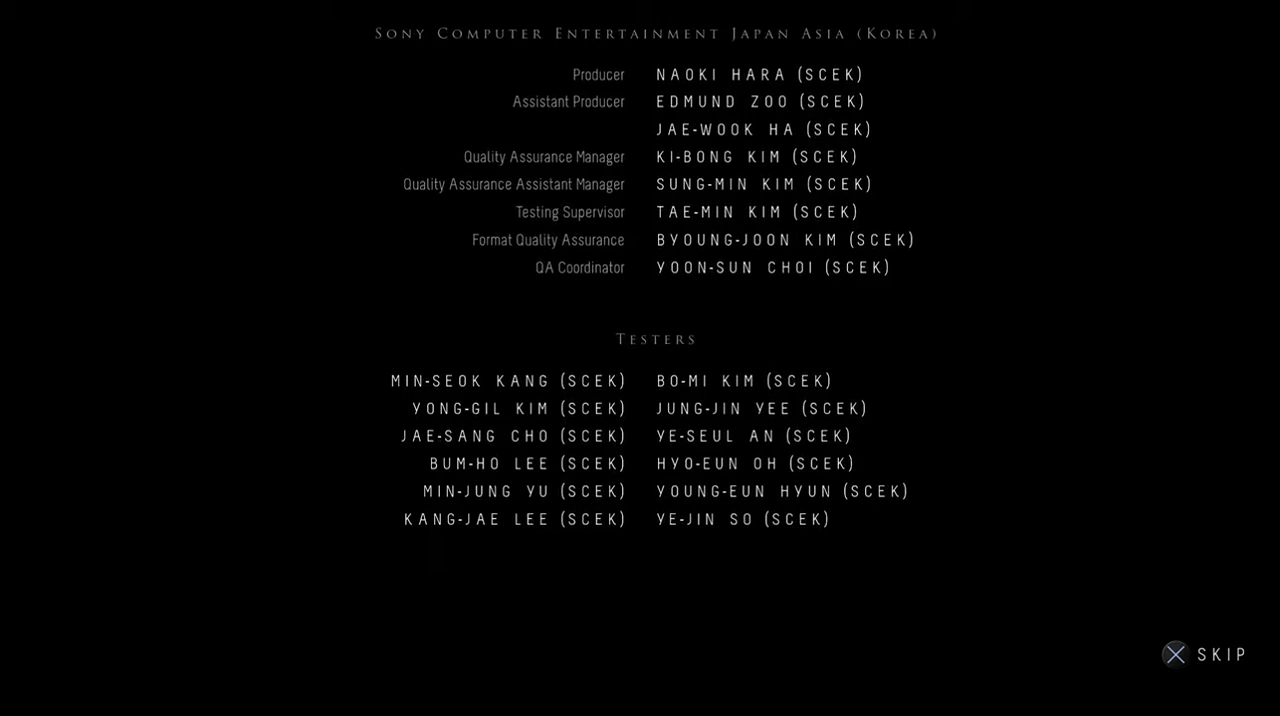 SONY COMPUTER ENTERTAINMENT JAPAN ASIA (KOREA)
Producer NAOKI HARA (SCEK)
Assistant Producer EDMUND ZOO (SCEK)
JAE-WOOK HA (SCEK)
Quality Assurance Manager KI-BONG KIM (SCEK)
Quality Assurance Assistant Manager SUNG-MIN KIM (SCEK)
Testing Supervisor TAE-MIN KIM (SCEK)
Format Quality Assurance BYOUNG-JOON KIM (SCEK)
QA Coordinator YOON-SUN CHOI (SCEK)
TESTERS
MIN-SEOK KANG (SCEK) BO-MI KIM (SCEK)
YONG-GIL KIM (SCEK) JUNG-JIN YEE (SCEK)
JAE-SANG CHO (SCEK) YE-SEUL AN (SCEK)
BUM-HO LEE (SCEK) HYO-EUN OH (SCEK)
MIN-JUNG YU (SCEK) YOUNG-EUN HYUN (SCEK)
KANG-JAE LEE (SCEK) YE-JIN SO (SCEK)
SKIP